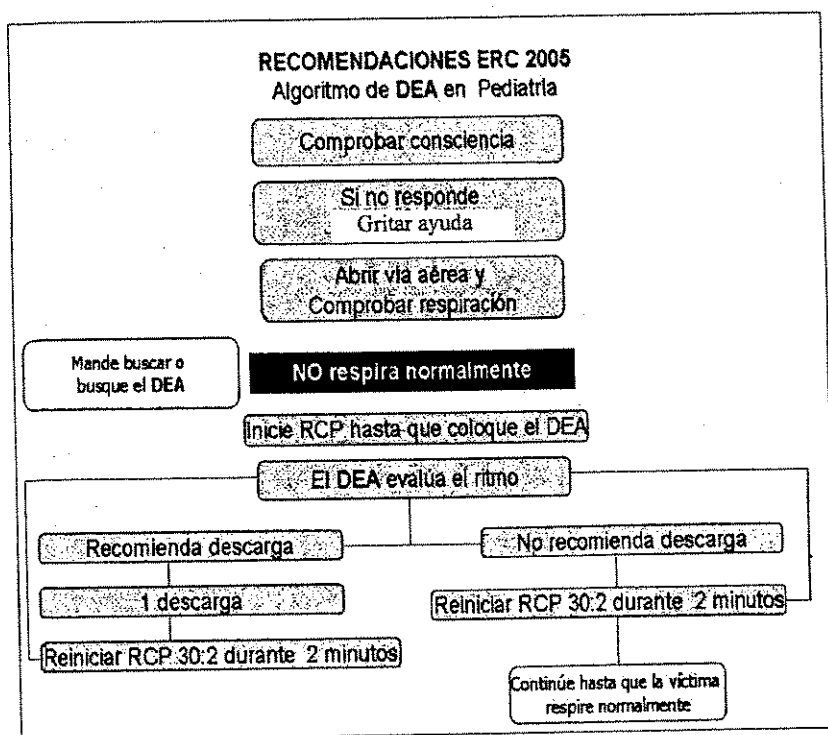 RECOMENDACIONES ERC 2005
Algoritmo de DEA en Pediatría
Comprobar consciencia
Si no responde
Gritar ayuda
Abrir vía aérea y
Comprobar respiración
Mande buscar o
busque el DEA
NO respira normalmente
Inicie RCP hasta que coloque el DEA
El DEA evalua el ritmo
Recomienda descarga
No recomienda descarga
1 descarga
Reiniciar RCP 30:2 durante 2 minutos
Reiniciar RCP 30:2 durante 2 minutos
Continúe hasta que la víctima
respire normalmente